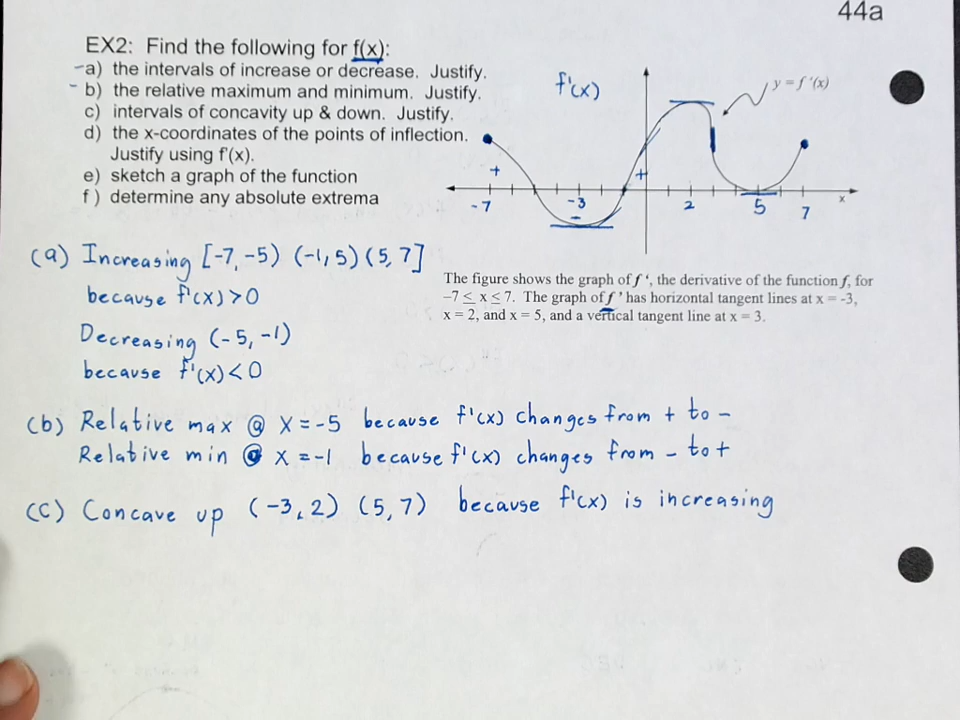 44a
EX2: Find the following for f(x):
a) the intervals of increase or decrease. Justify.
b) the relative maximum and minimum. Justify.
c) intervals of concavity up & down. Justify.
d) the x-coordinates of the points of inflection.
Justify using f'(x).
e) sketch a graph of the function
f) determine any absolute extrema
f'(x)
y = f '(x)
+
+
-7
-3
-
2
5
7
x
The figure shows the graph of f ', the derivative of the function f, for
−7 ≤ x ≤ 7. The graph of f ' has horizontal tangent lines at x = -3,
x = 2, and x = 5, and a vertical tangent line at x = 3.
(a) Increasing [-7,-5) (-1,5) (5,7]
because f'(x) > 0
Decreasing (-5,-1)
because f'(x) < 0
(b) Relative max @ x = -5 because f'(x) changes from + to -
Relative min @ x = -1 because f'(x) changes from - to +
(c) Concave up (-3,2) (5,7) because f'(x) is increasing